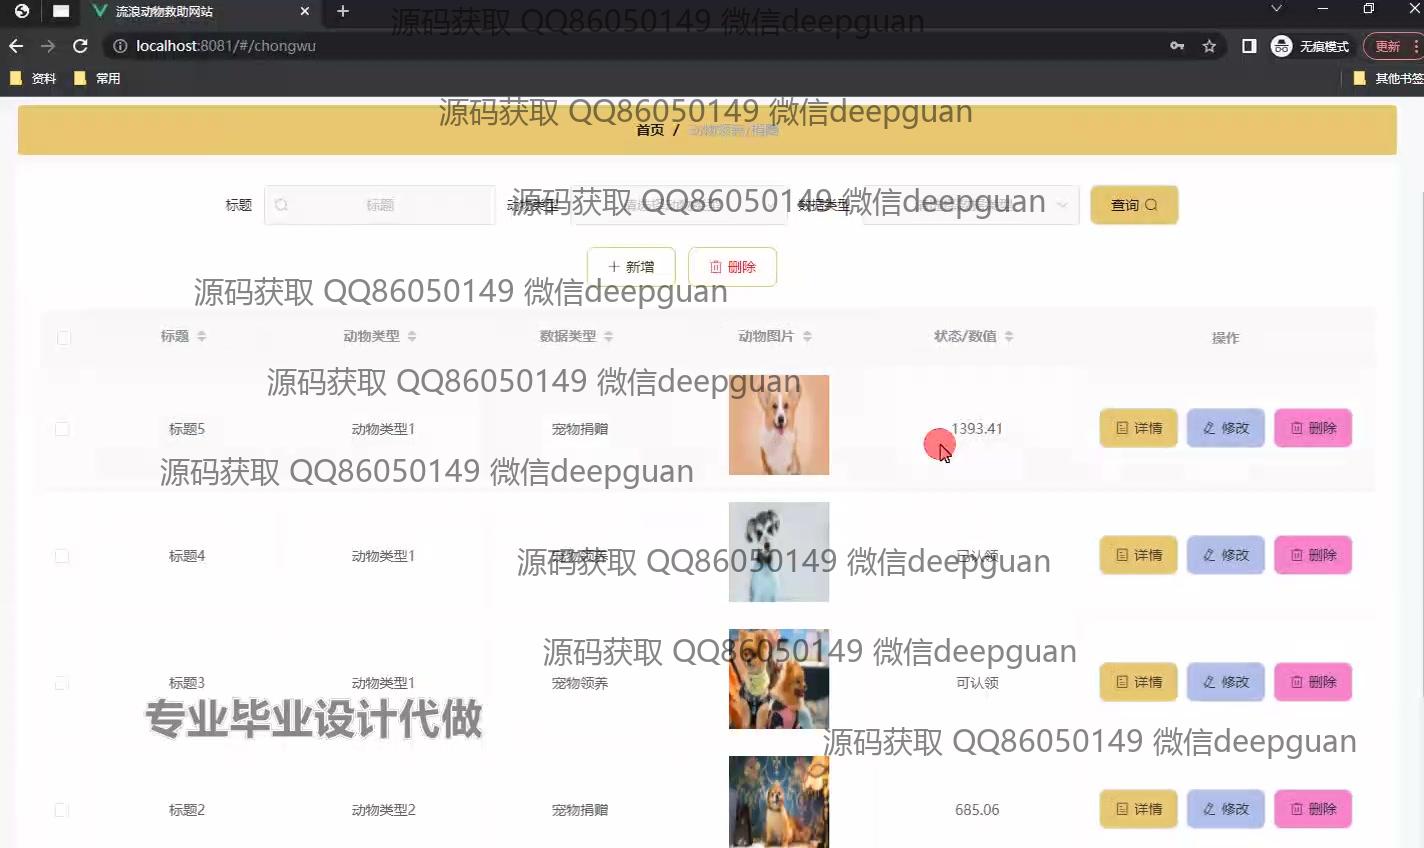 流浪动物救助网站
源码获取 QQ86050149 微信deepguan
localhost:8081/#/chongwu
无痕模式
更新
资料
常用
其他书签
源码获取 QQ86050149 微信deepguan
首页 / 动物领养/捐赠
标题 标题 动物类型 源码获取 QQ86050149 微信deepguan 数据类型 查询
新增 删除
源码获取 QQ86050149 微信deepguan
标题 动物类型 数据类型 动物图片 状态/数值 操作
源码获取 QQ86050149 微信deepguan
标题5 动物类型1 宠物捐赠 1393.41 详情 修改 删除
源码获取 QQ86050149 微信deepguan
标题4 动物类型1 宠物领养 已认领 详情 修改 删除
源码获取 QQ86050149 微信deepguan
源码获取 QQ86050149 微信deepguan
标题3 动物类型1 宠物领养 可认领 详情 修改 删除
专业毕业设计代做
源码获取 QQ86050149 微信deepguan
标题2 动物类型2 宠物捐赠 685.06 详情 修改 删除